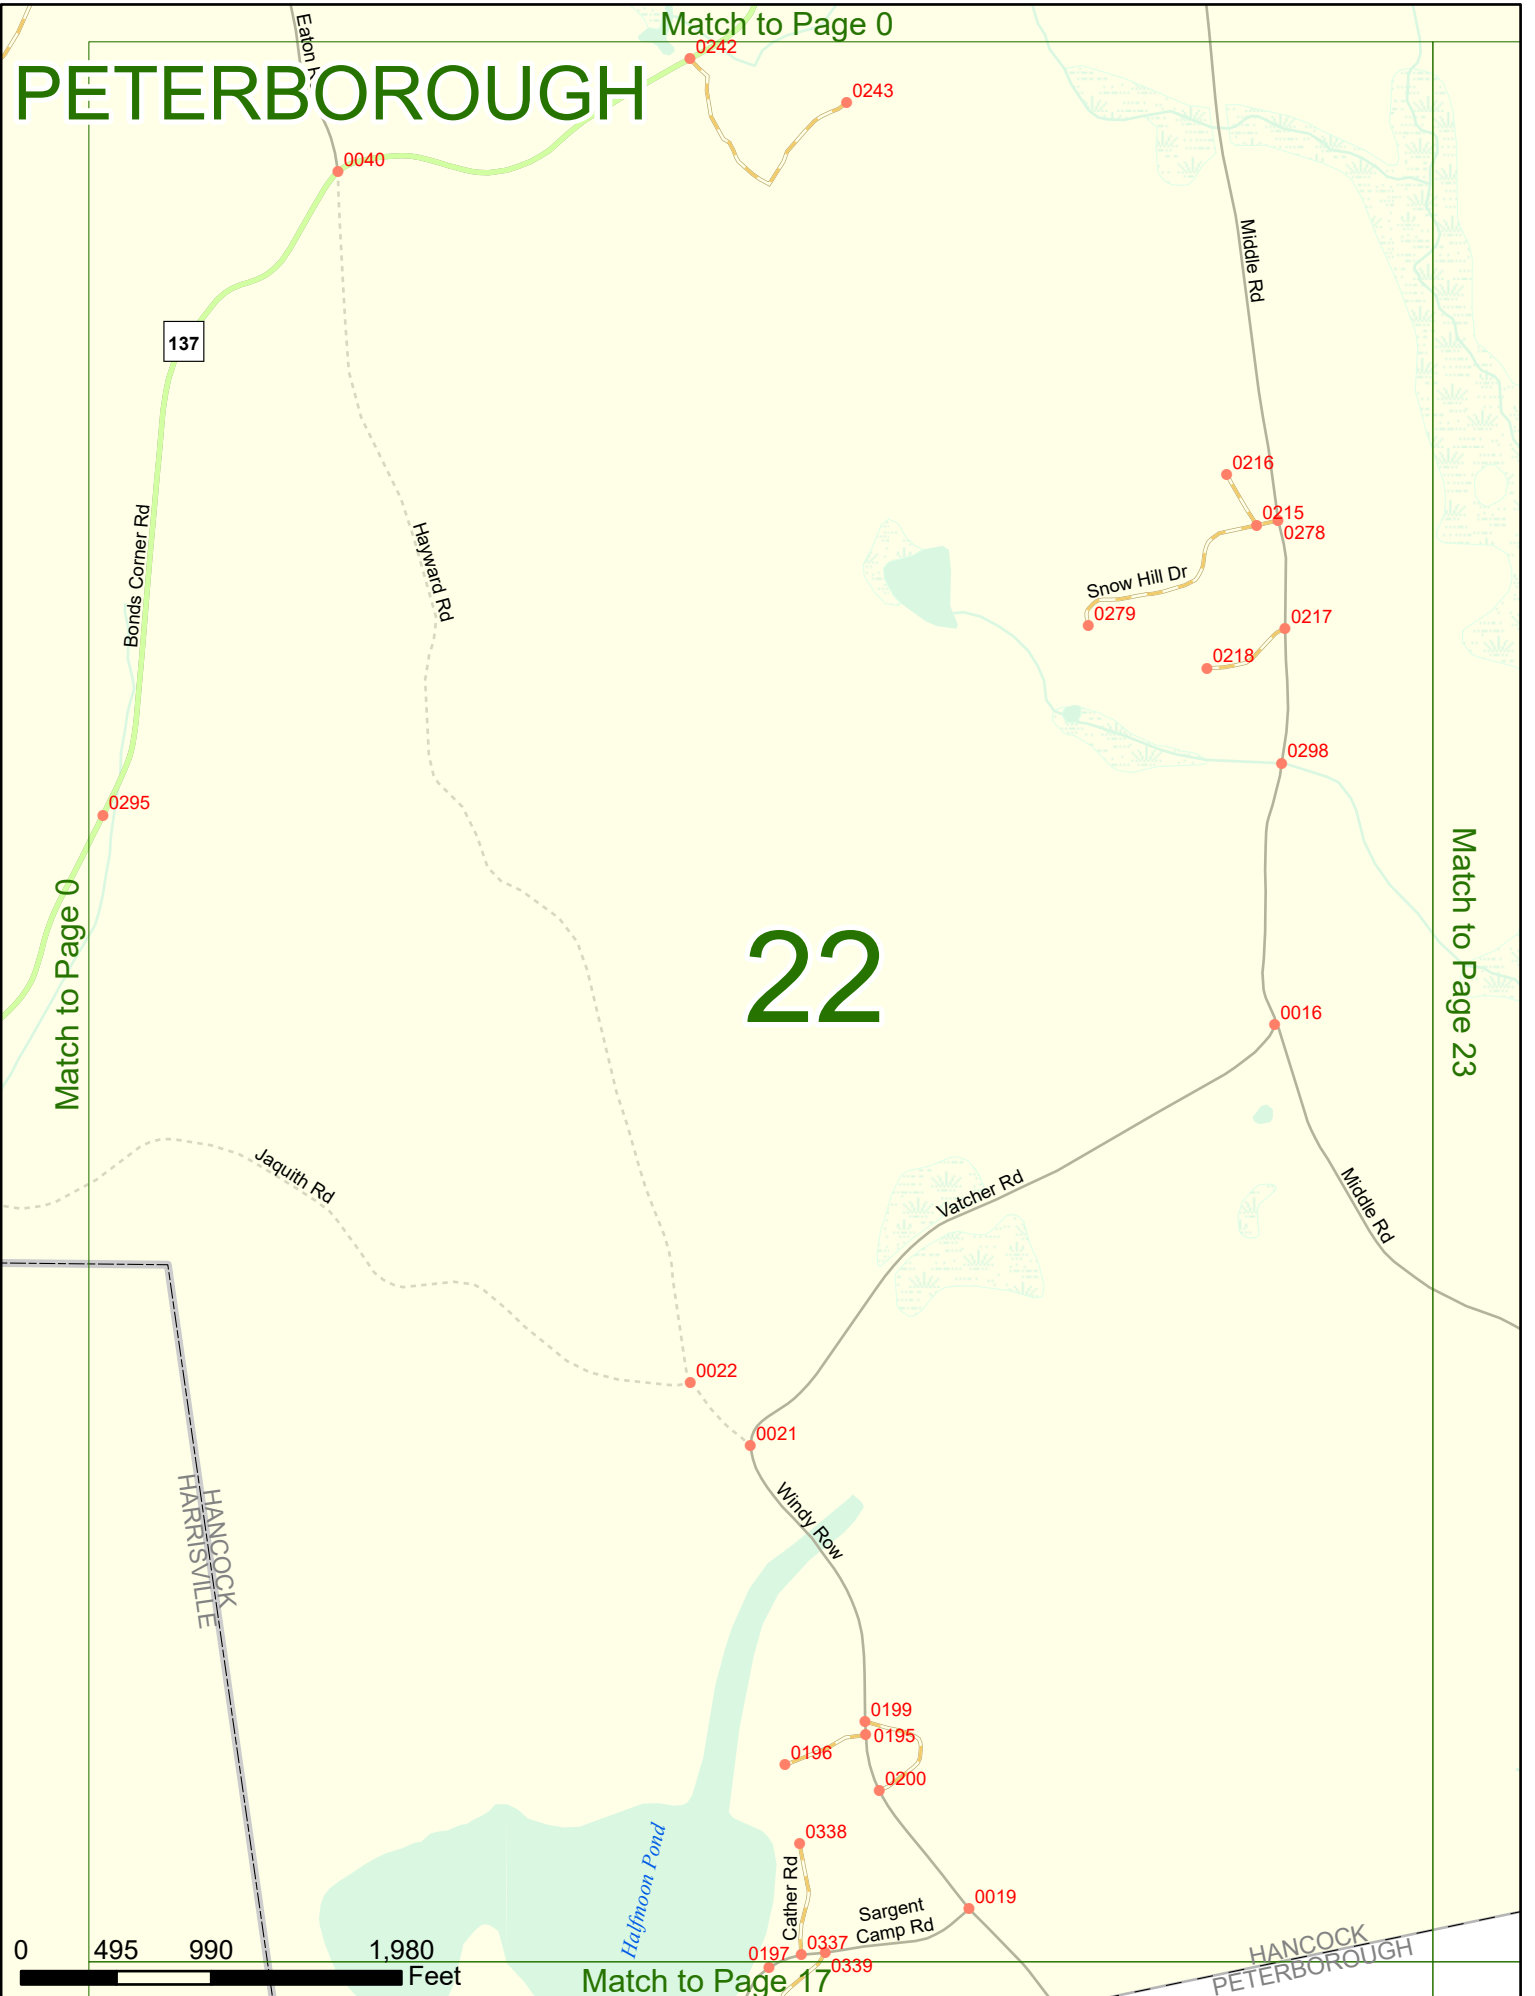 Match to Page 0
PETERBOROUGH
Eaton R
0242
0243
0040
Middle Rd
137
0216
0215
0278
Bonds Corner Rd
Hayward Rd
Snow Hill Dr
0279
0217
0218
0298
0295
Match to Page 0
22
Match to Page 23
0016
Jaquith Rd
Vatcher Rd
Middle Rd
0022
0021
Windy Row
HANCOCK
HARRISVILLE
0199
0195
0196
0200
0338
Halfmoon Pond
Cather Rd
0019
Sargent
Camp Rd
0337
0197
0339
HANCOCK
PETERBOROUGH
0 495 990 1,980
Feet
Match to Page 17